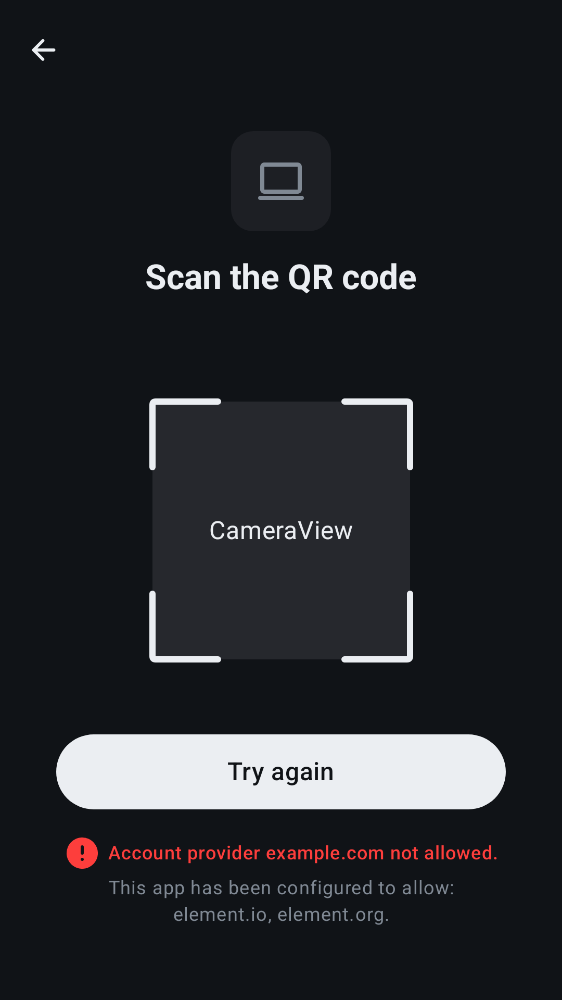 Scan the QR code
CameraView
Try again
Account provider example.com not allowed.
This app has been configured to allow:
element.io, element.org.